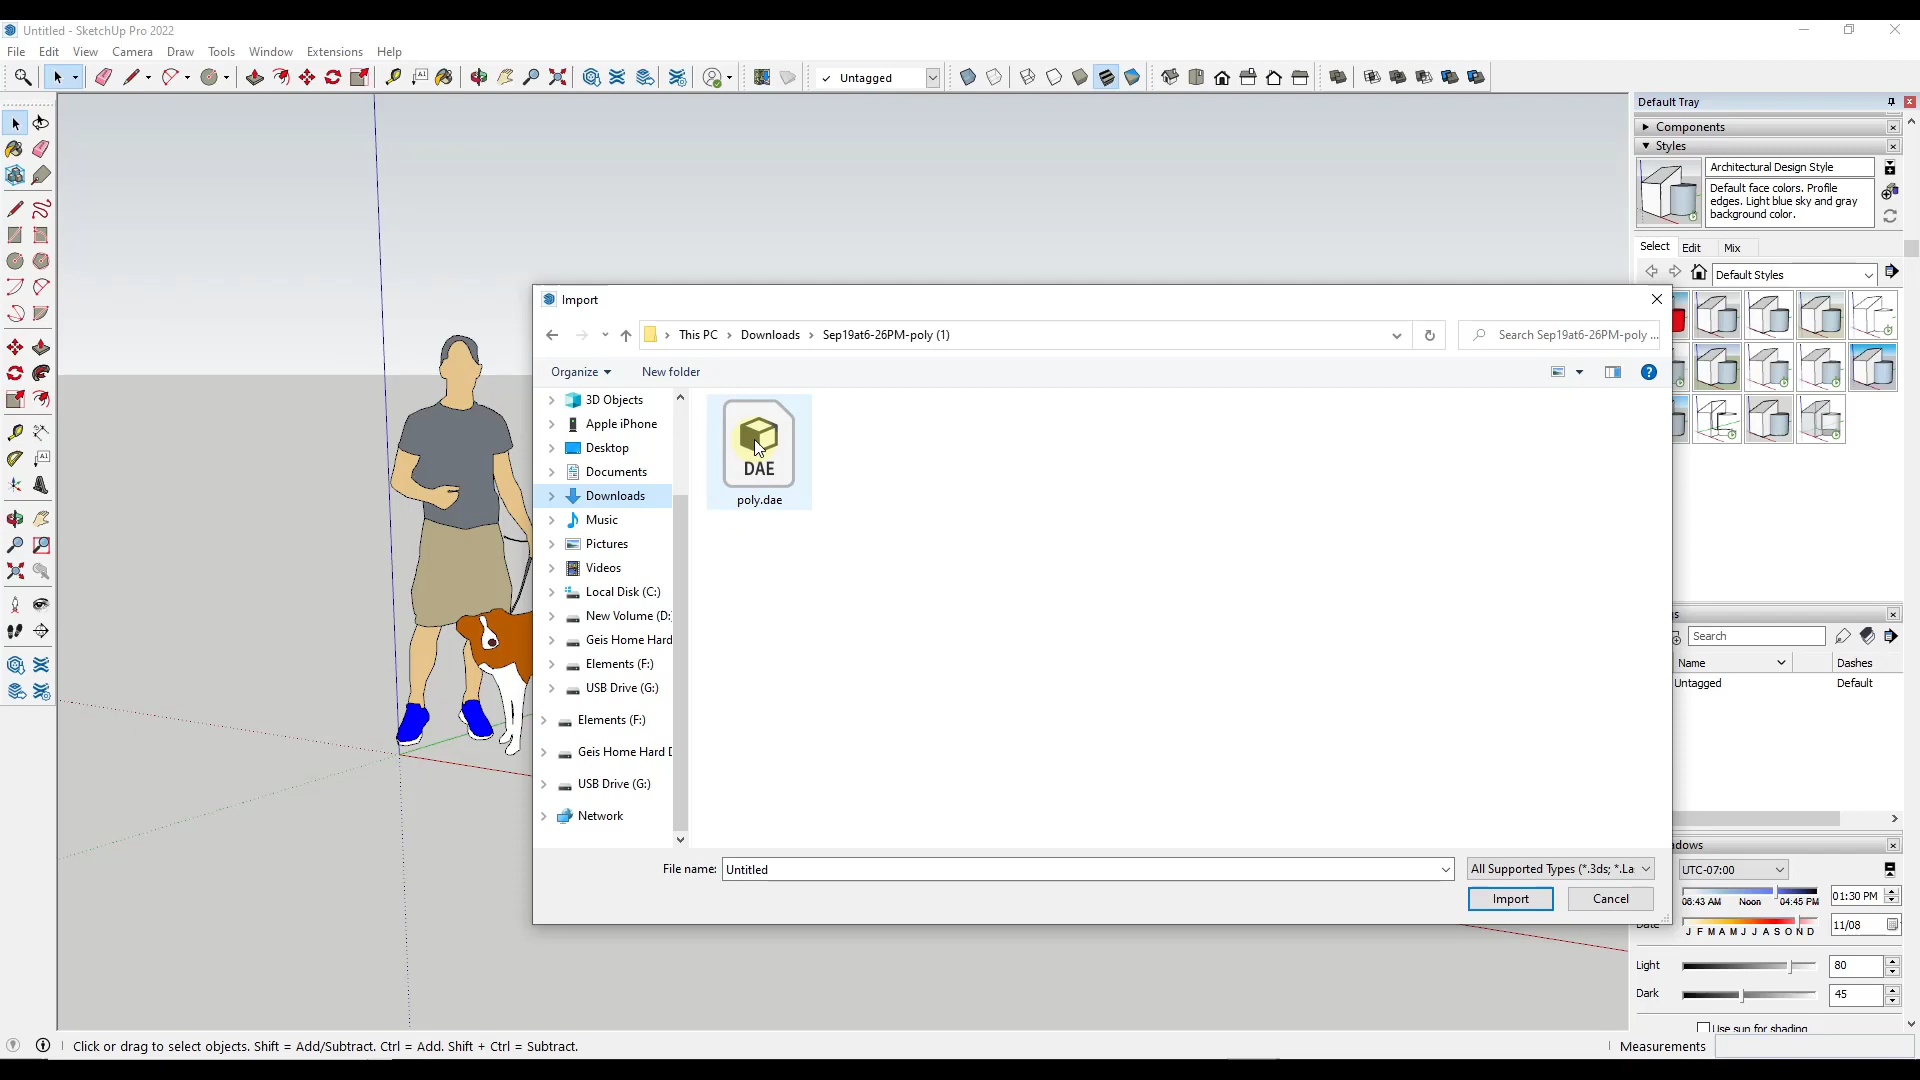 Untitled - SketchUp Pro 2022
File Edit View Camera Draw Tools Window Extensions Help
Untagged
Default Tray
Components
Styles
Architectural Design Style
Default face colors. Profile
edges. Light blue sky and gray
background color.
Select Edit Mix
Default Styles
Import
This PC Downloads Sep19at6-26PM-poly (1)
Search Sep19at6-26PM-poly ...
Organize New folder
3D Objects
Apple iPhone
Desktop
Documents
Downloads
Music
Pictures
Videos
Local Disk (C:)
New Volume (D:
Geis Home Hard
Elements (F:)
USB Drive (G:)
Elements (F:)
Geis Home Hard D
USB Drive (G:)
Network
DAE
poly.dae
File name: Untitled
All Supported Types (*.3ds; *.La
Import Cancel
s
Search
Name Dashes
Untagged Default
adows
UTC-07:00
06:43 AM Noon 04:45 PM 01:30 PM
Date J F M A M J J A S O N D 11/08
Light 80
Dark 45
Use sun for shading
Click or drag to select objects. Shift = Add/Subtract. Ctrl = Add. Shift + Ctrl = Subtract.
Measurements